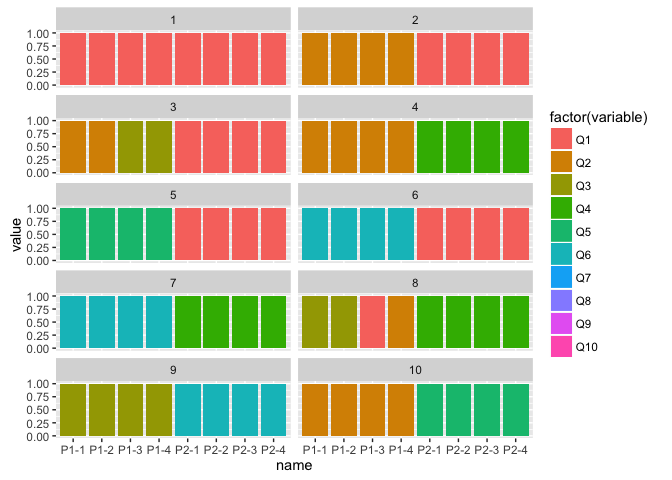 1 2
1.00
0.75
0.50
0.25
0.00
3 4
1.00
0.75
0.50
0.25
0.00
5 6
1.00
0.75
0.50
0.25
0.00
7 8
1.00
0.75
0.50
0.25
0.00
9 10
1.00
0.75
0.50
0.25
0.00
P1-1 P1-2 P1-3 P1-4 P2-1 P2-2 P2-3 P2-4 P1-1 P1-2 P1-3 P1-4 P2-1 P2-2 P2-3 P2-4
name
value
factor(variable)
Q1
Q2
Q3
Q4
Q5
Q6
Q7
Q8
Q9
Q10